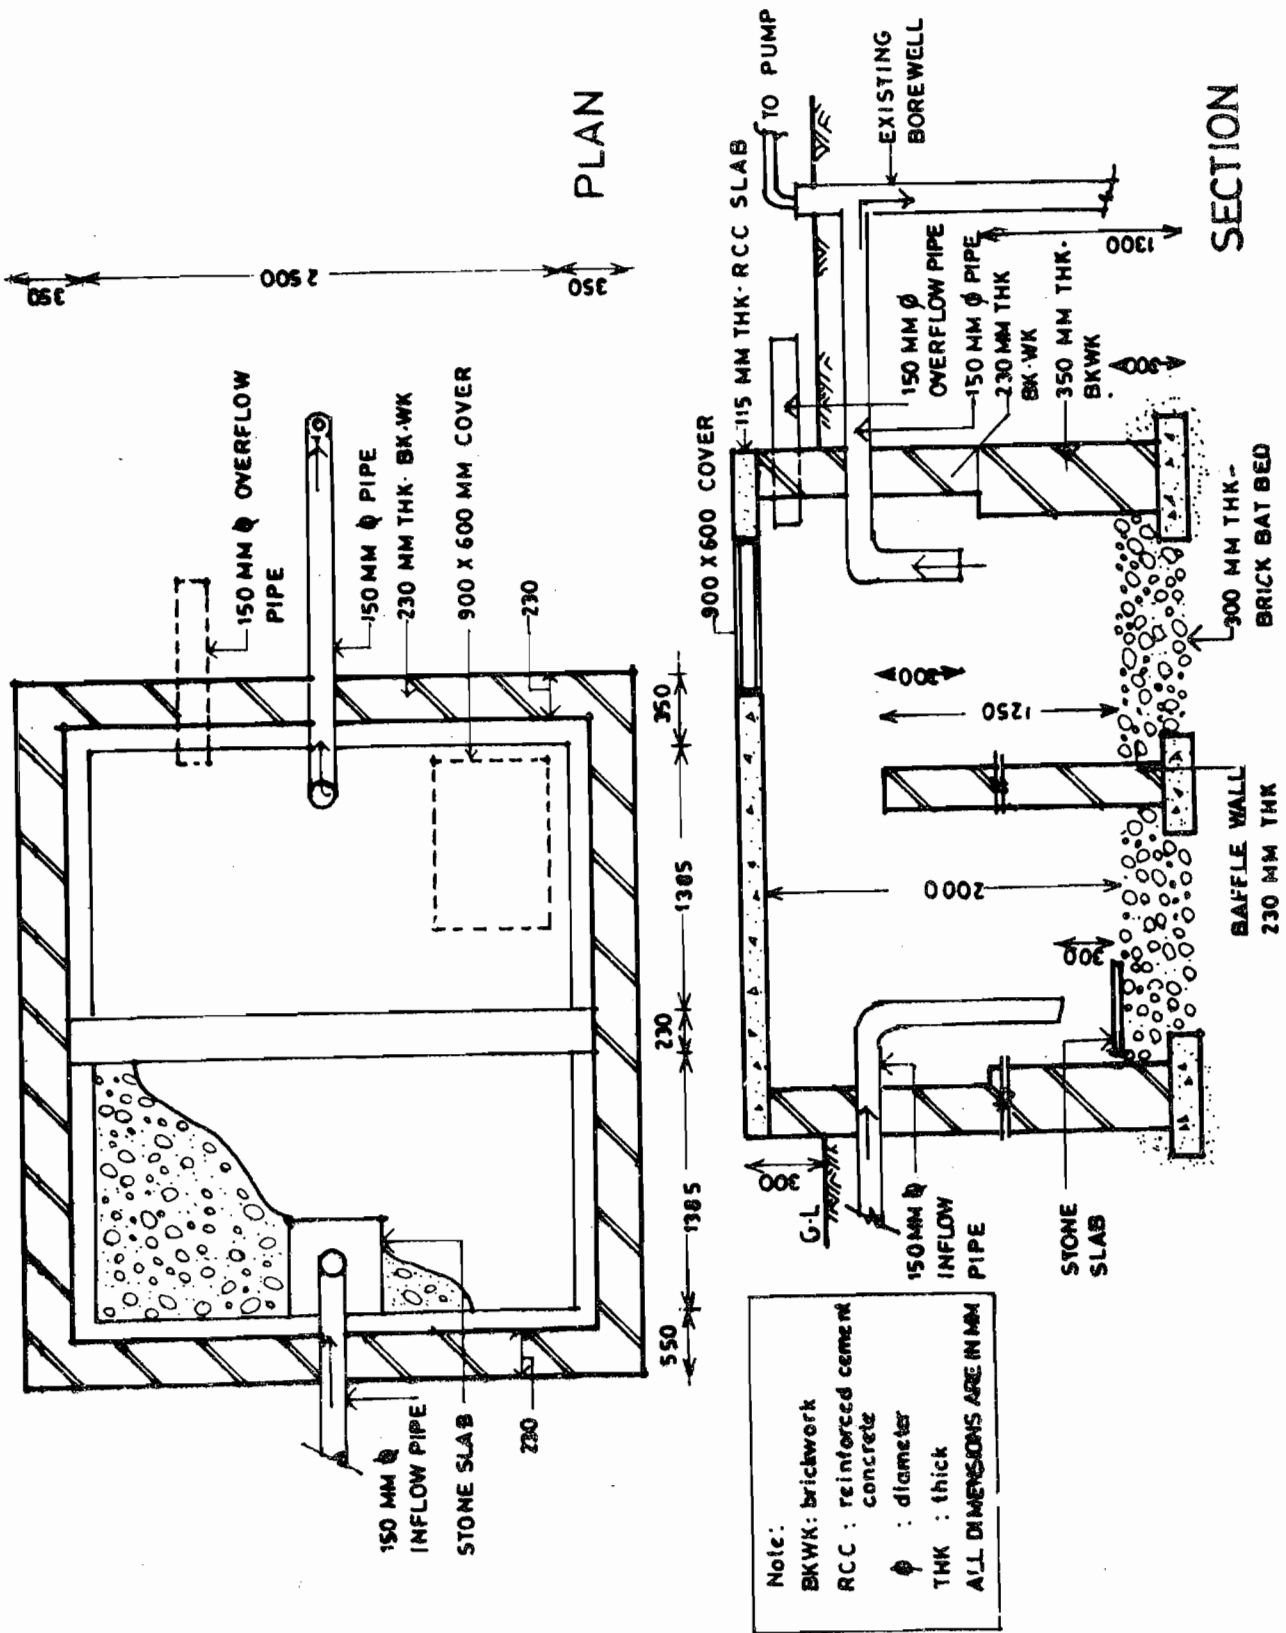 PLAN
350
2500
350
150 MM φ OVERFLOW
PIPE
150 MM φ PIPE
230 MM THK· BK·WK
900 X 600 MM COVER
230
350
1385
230
1385
550
150 MM φ
INFLOW PIPE
STONE SLAB
230
SECTION
TO PUMP
EXISTING
BOREWELL
115 MM THK·RCC SLAB
900 X 600 COVER
150 MM φ
OVERFLOW PIPE
150 MM φ PIPE
230 MM THK
BK·WK
350 MM THK·
BKWK
1300
300
300 MM THK-
BRICK BAT BED
1250
2000
300
BAFFLE WALL
230 MM THK
300
G·L
150 MM φ
INFLOW
PIPE
STONE
SLAB
Note:
BKWK: brickwork
RCC : reinforced cement
concrete
φ : diameter
THK : thick
ALL DIMENSIONS ARE IN MM